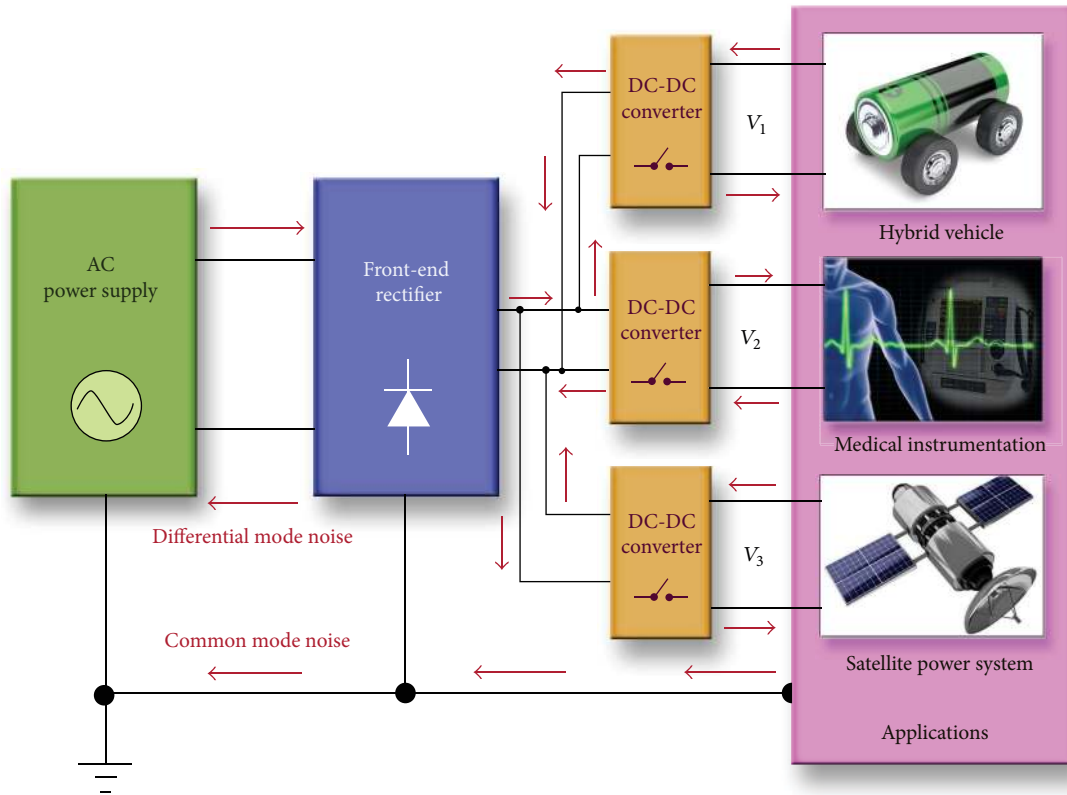 AC
power supply
Front-end
rectifier
Differential mode noise
Common mode noise
DC-DC
converter
V1
DC-DC
converter
V2
DC-DC
converter
V3
Hybrid vehicle
Medical instrumentation
Satellite power system
Applications